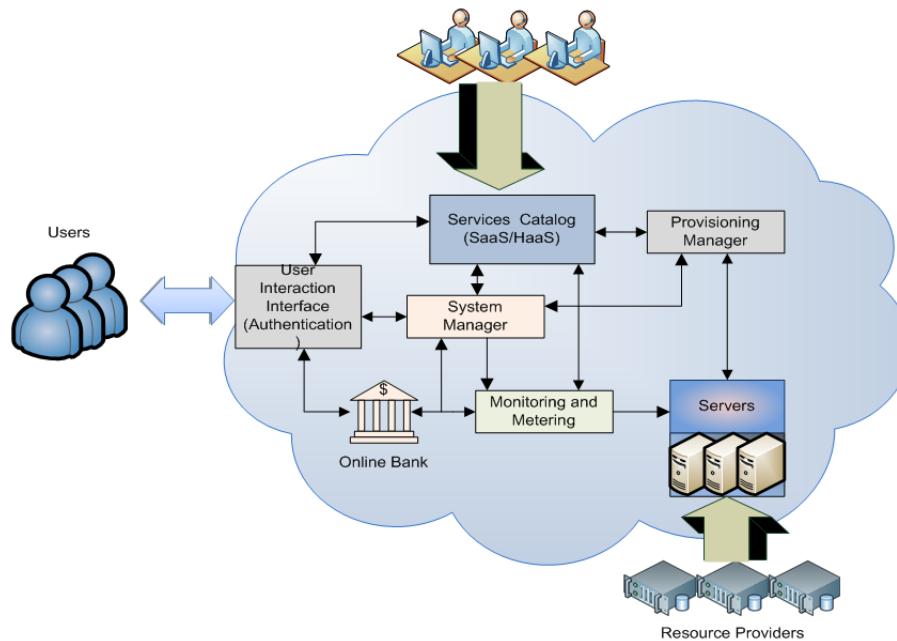 Services Catalog
(SaaS/HaaS)
Provisioning
Manager
Users
User
Interaction
Interface
(Authentication
)
System
Manager
$
Monitoring and
Metering
Servers
Online Bank
Resource Providers